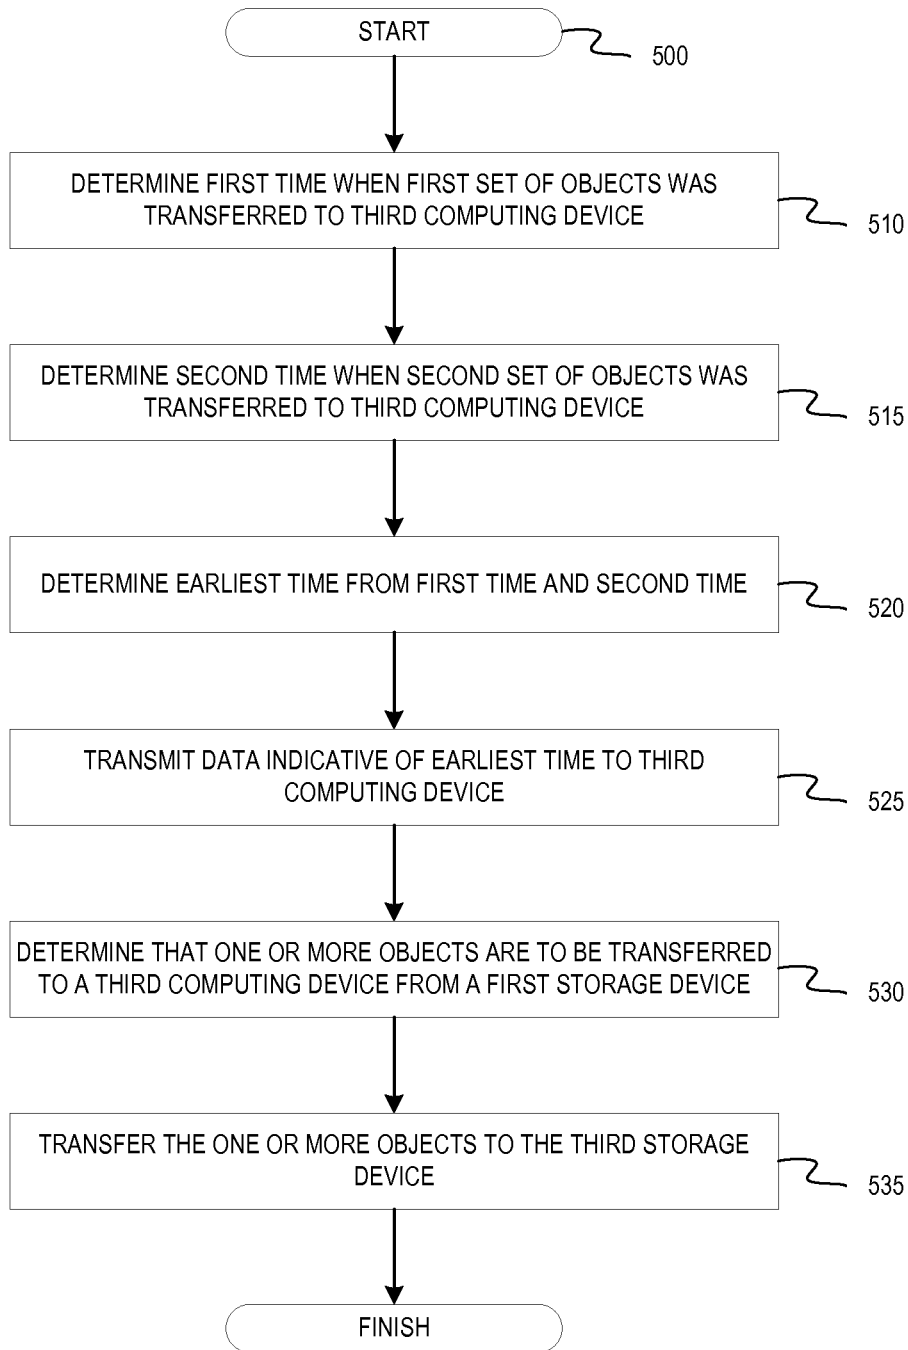 START
500
DETERMINE FIRST TIME WHEN FIRST SET OF OBJECTS WAS
TRANSFERRED TO THIRD COMPUTING DEVICE
510
DETERMINE SECOND TIME WHEN SECOND SET OF OBJECTS WAS
TRANSFERRED TO THIRD COMPUTING DEVICE
515
DETERMINE EARLIEST TIME FROM FIRST TIME AND SECOND TIME
520
TRANSMIT DATA INDICATIVE OF EARLIEST TIME TO THIRD
COMPUTING DEVICE
525
DETERMINE THAT ONE OR MORE OBJECTS ARE TO BE TRANSFERRED
TO A THIRD COMPUTING DEVICE FROM A FIRST STORAGE DEVICE
530
TRANSFER THE ONE OR MORE OBJECTS TO THE THIRD STORAGE
DEVICE
535
FINISH